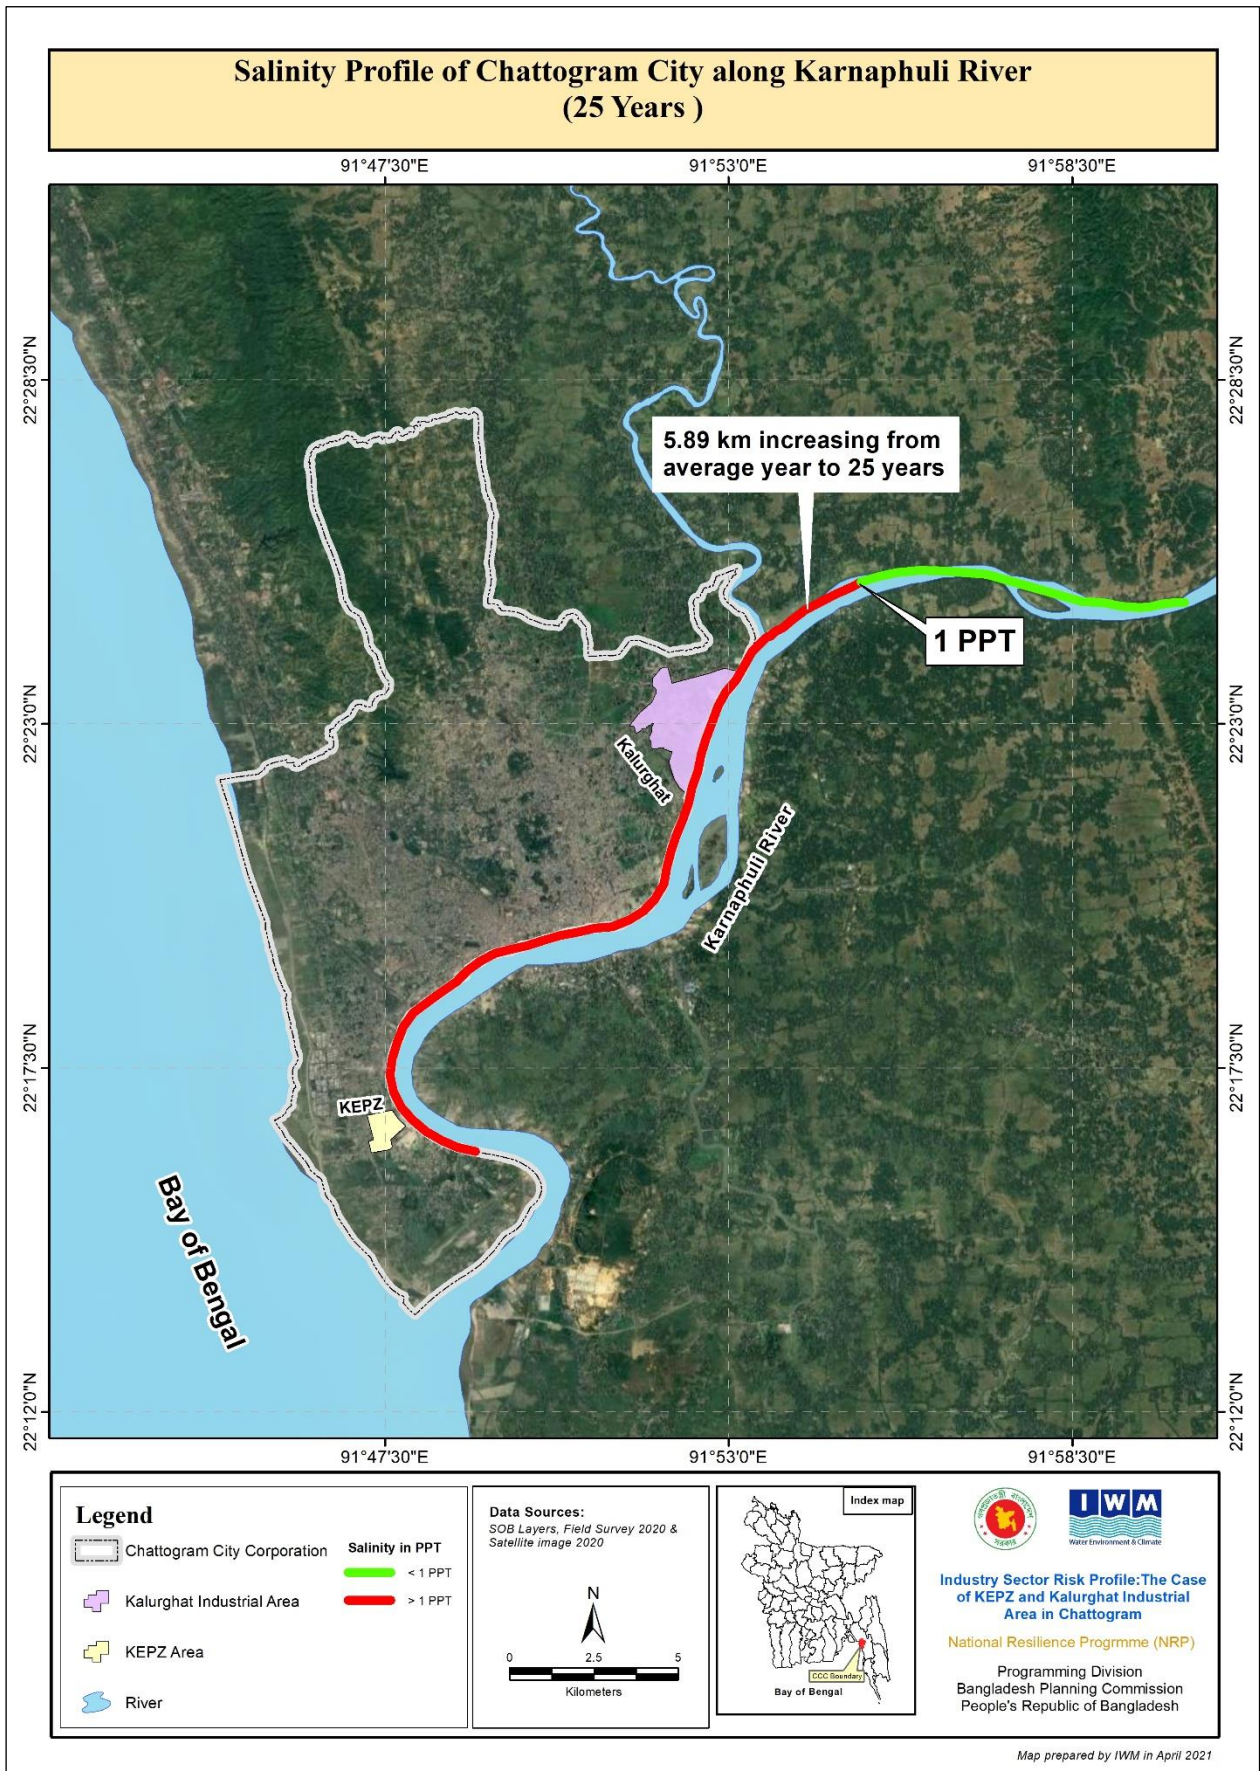 Salinity Profile of Chattogram City along Karnaphuli River
(25 Years )
91°47'30"E
91°53'0"E
91°58'30"E
22°28'30"N
22°28'30"N
5.89 km increasing from
average year to 25 years
1 PPT
22°23'0"N
22°23'0"N
Kalurghat
Karnaphuli River
22°17'30"N
22°17'30"N
KEPZ
Bay of Bengal
22°12'0"N
22°12'0"N
91°47'30"E
91°53'0"E
91°58'30"E
Legend
Chattogram City Corporation
Kalurghat Industrial Area
KEPZ Area
River
Salinity in PPT
< 1 PPT
> 1 PPT
Data Sources:
SOB Layers, Field Survey 2020 &
Satellite image 2020
N
0 2.5 5
Kilometers
Index map
CCC Boundary
Bay of Bengal
গণপ্রজাতন্ত্রী বাংলাদেশ
সরকার
IWM
Water Environment & Climate
Industry Sector Risk Profile:The Case
of KEPZ and Kalurghat Industrial
Area in Chattogram
National Resilience Progrmme (NRP)
Programming Division
Bangladesh Planning Commission
People's Republic of Bangladesh
Map prepared by IWM in April 2021